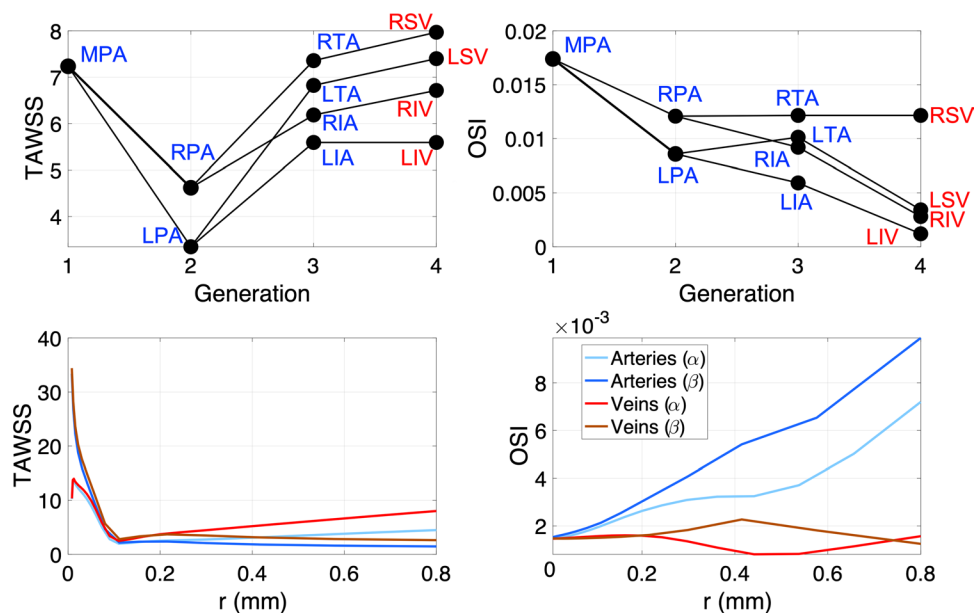 TAWSS
8
7
6
5
4
MPA
RPA
LPA
RTA
LTA
RIA
LIA
RSV
LSV
RIV
LIV
1 2 3 4
Generation
OSI
0.02
0.015
0.01
0.005
0
MPA
RPA
LPA
RTA
LTA
RIA
LIA
RSV
LSV
RIV
LIV
1 2 3 4
Generation
TAWSS
40
30
20
10
0
0 0.2 0.4 0.6 0.8
r (mm)
×10⁻³
OSI
8
6
4
2
Arteries (α)
Arteries (β)
Veins (α)
Veins (β)
0 0.2 0.4 0.6 0.8
r (mm)